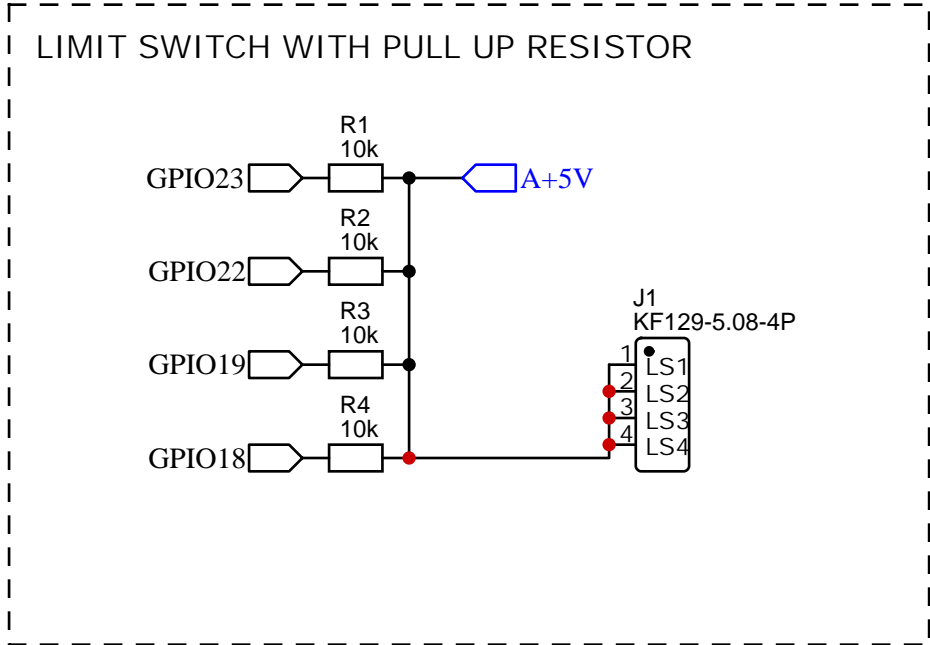 LIMIT SWITCH WITH PULL UP RESISTOR
R1
10k
GPIO23
A+5V
R2
10k
GPIO22
R3
10k
GPIO19
R4
10k
GPIO18
J1
KF129-5.08-4P
1 LS1
2 LS2
3 LS3
4 LS4